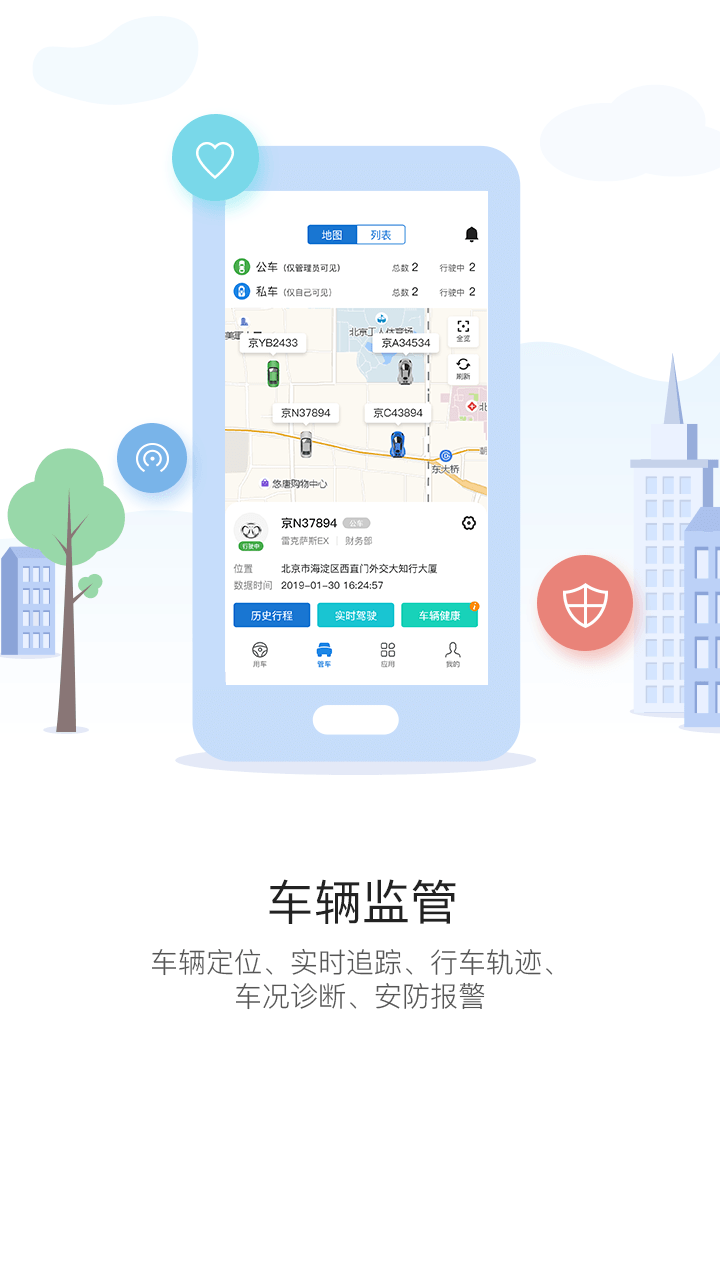 地图 列表
公车 (仅管理员可见) 总数 2 行驶中 2
私车 (仅自己可见) 总数 2 行驶中 2
北京工人体育场
全览
京YB2433 京A34534
刷新
京N37894 京C43894
北
东大桥
悠唐购物中心
京N37894 公车
雷克萨斯EX 财务部
行驶中
位置 北京市海淀区西直门外交大知行大厦
数据时间 2019-01-30 16:24:57
历史行程 实时驾驶 车辆健康
用车 管车 应用 我的
车辆监管
车辆定位、实时追踪、行车轨迹、
车况诊断、安防报警